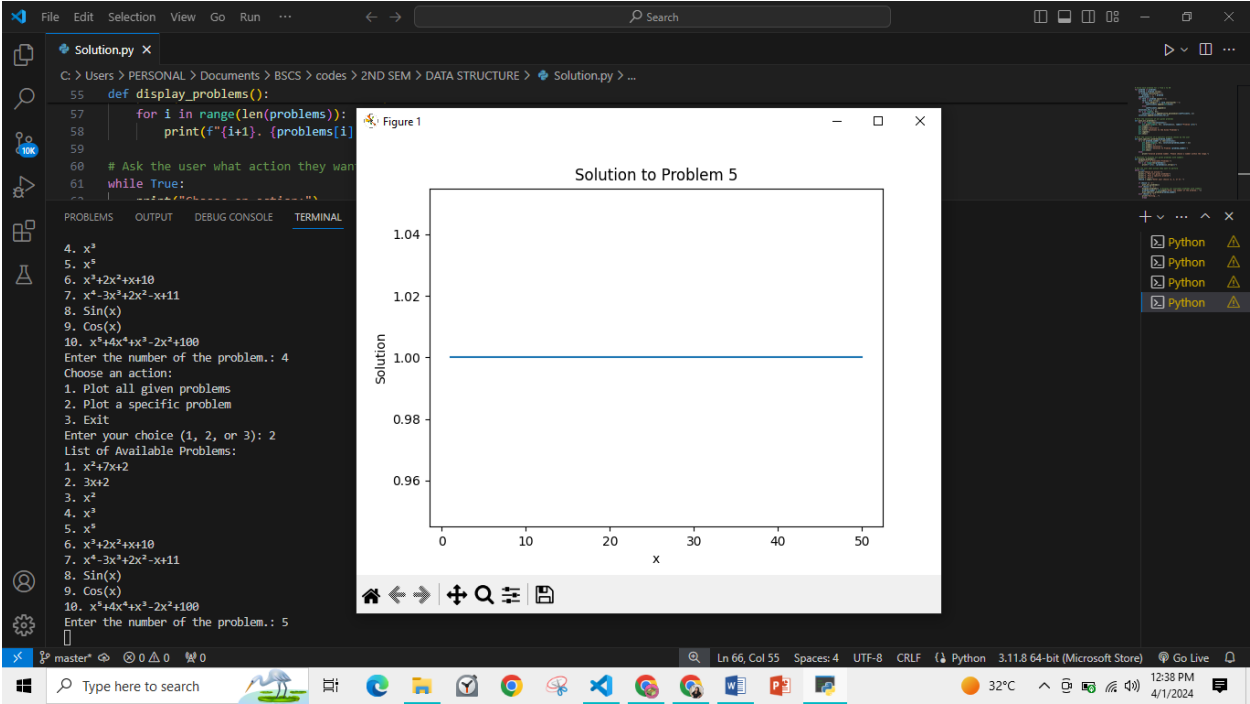 File Edit Selection View Go Run ··· Search
Solution.py
C: > Users > PERSONAL > Documents > BSCS > codes > 2ND SEM > DATA STRUCTURE > Solution.py > ...
55 def display_problems():
57 for i in range(len(problems)):
58 print(f"{i+1}. {problems[i]
59
60 # Ask the user what action they wan
61 while True:
PROBLEMS OUTPUT DEBUG CONSOLE TERMINAL
10K
4. x³
5. x⁵
6. x³+2x²+x+10
7. x⁴-3x³+2x²-x+11
8. Sin(x)
9. Cos(x)
10. x⁵+4x⁴+x³-2x²+100
Enter the number of the problem.: 4
Choose an action:
1. Plot all given problems
2. Plot a specific problem
3. Exit
Enter your choice (1, 2, or 3): 2
List of Available Problems:
1. x²+7x+2
2. 3x+2
3. x²
4. x³
5. x⁵
6. x³+2x²+x+10
7. x⁴-3x³+2x²-x+11
8. Sin(x)
9. Cos(x)
10. x⁵+4x⁴+x³-2x²+100
Enter the number of the problem.: 5
Figure 1
Solution to Problem 5
1.04
1.02
1.00
0.98
0.96
Solution
0 10 20 30 40 50
x
Python
Python
Python
Python
master* 0 0 0 Ln 66, Col 55 Spaces: 4 UTF-8 CRLF Python 3.11.8 64-bit (Microsoft Store) Go Live
Type here to search 32°C 12:38 PM
4/1/2024